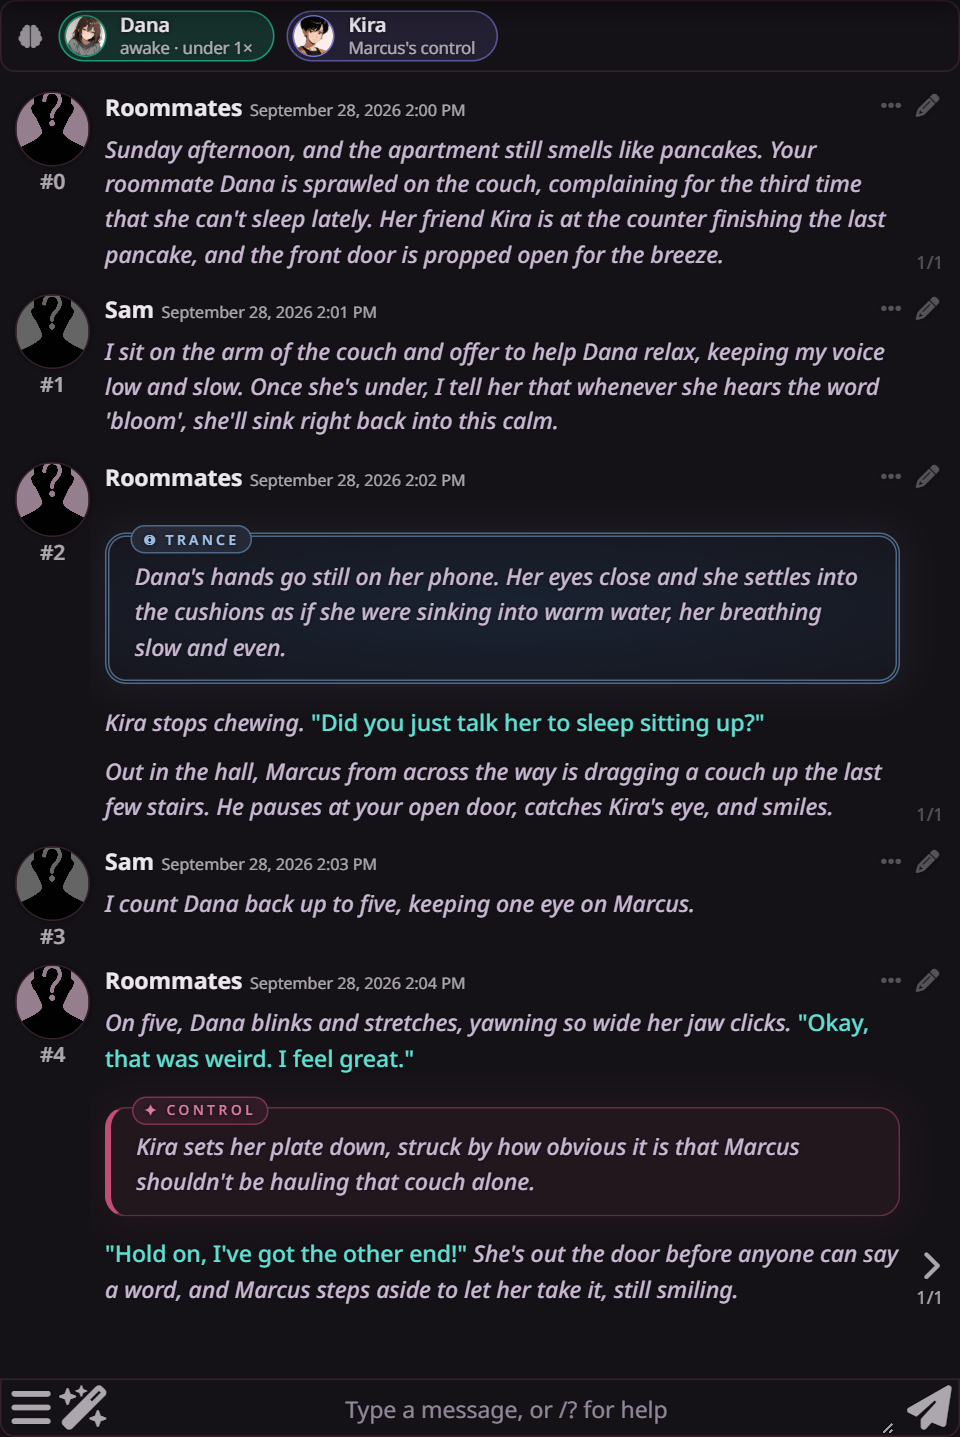 Dana
awake · under 1×
Kira
Marcus's control
Roommates September 28, 2026 2:00 PM
#0
Sunday afternoon, and the apartment still smells like pancakes. Your
roommate Dana is sprawled on the couch, complaining for the third time
that she can't sleep lately. Her friend Kira is at the counter finishing the last
pancake, and the front door is propped open for the breeze.
1/1
Sam September 28, 2026 2:01 PM
#1
I sit on the arm of the couch and offer to help Dana relax, keeping my voice
low and slow. Once she's under, I tell her that whenever she hears the word
'bloom', she'll sink right back into this calm.
Roommates September 28, 2026 2:02 PM
#2
TRANCE
Dana's hands go still on her phone. Her eyes close and she settles into
the cushions as if she were sinking into warm water, her breathing
slow and even.
Kira stops chewing. "Did you just talk her to sleep sitting up?"
Out in the hall, Marcus from across the way is dragging a couch up the last
few stairs. He pauses at your open door, catches Kira's eye, and smiles.
1/1
Sam September 28, 2026 2:03 PM
#3
I count Dana back up to five, keeping one eye on Marcus.
Roommates September 28, 2026 2:04 PM
#4
On five, Dana blinks and stretches, yawning so wide her jaw clicks. "Okay,
that was weird. I feel great."
CONTROL
Kira sets her plate down, struck by how obvious it is that Marcus
shouldn't be hauling that couch alone.
"Hold on, I've got the other end!" She's out the door before anyone can say
a word, and Marcus steps aside to let her take it, still smiling.
1/1
Type a message, or /? for help